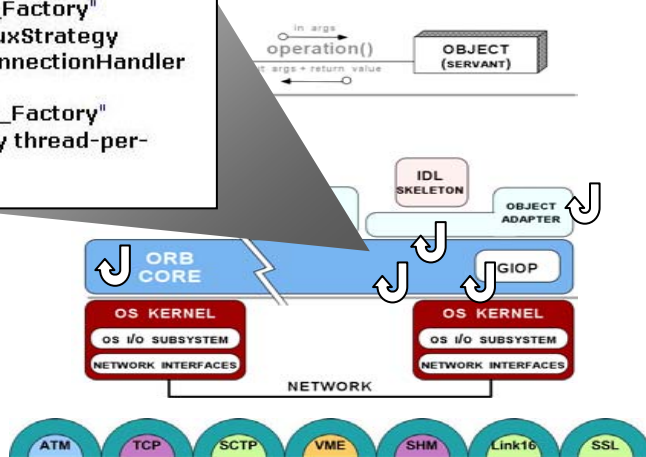 _Factory"
uxStrategy
onnectionHandler
_Factory"
y thread-per-
in args
operation()
args + return value
OBJECT
(SERVANT)
IDL
SKELETON
OBJECT
ADAPTER
ORB
CORE
GIOP
OS KERNEL
OS I/O SUBSYSTEM
NETWORK INTERFACES
OS KERNEL
OS I/O SUBSYSTEM
NETWORK INTERFACES
NETWORK
ATM
TCP
SCTP
VME
SHM
Link16
SSL